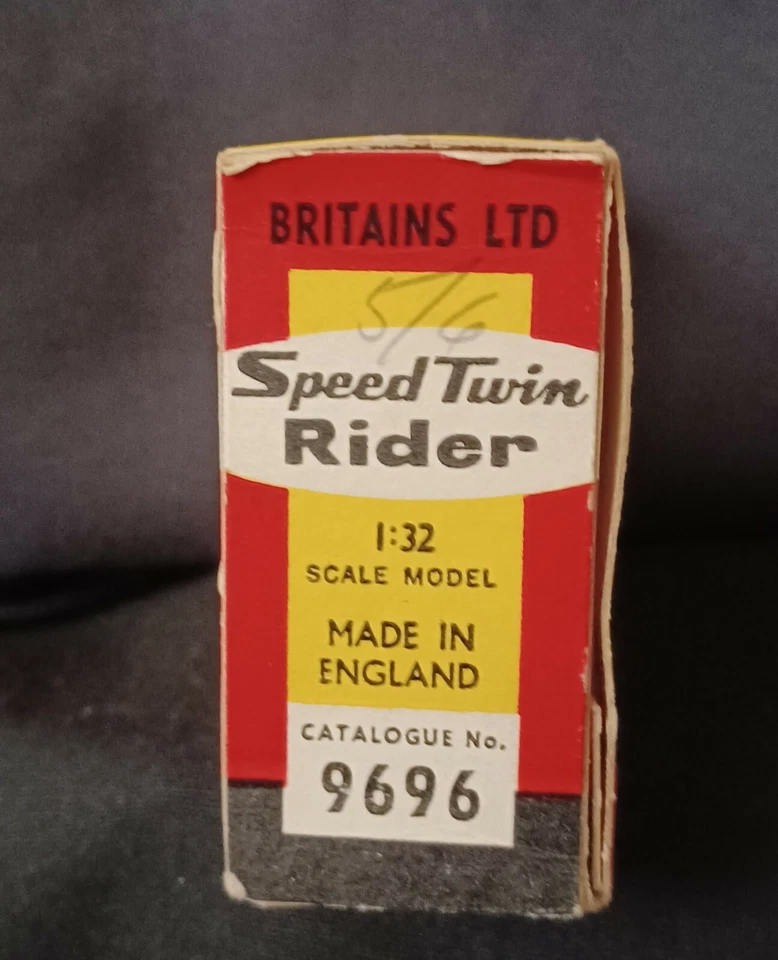 BRITAINS LTD
5/6
Speed Twin
Rider
1:32
SCALE MODEL
MADE IN
ENGLAND
CATALOGUE No.
9696